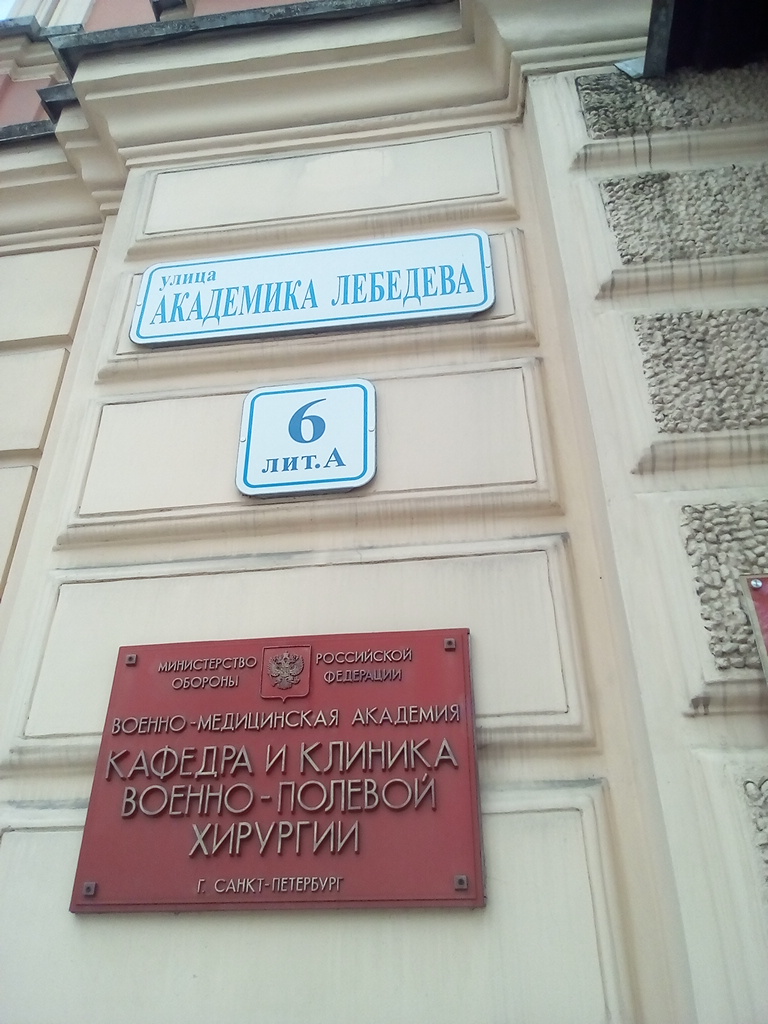 улица
АКАДЕМИКА ЛЕБЕДЕВА
6
лит.А
МИНИСТЕРСТВО РОССИЙСКОЙ
ОБОРОНЫ ФЕДЕРАЦИИ
ВОЕННО-МЕДИЦИНСКАЯ АКАДЕМИЯ
КАФЕДРА И КЛИНИКА
ВОЕННО-ПОЛЕВОЙ
ХИРУРГИИ
Г. САНКТ-ПЕТЕРБУРГ